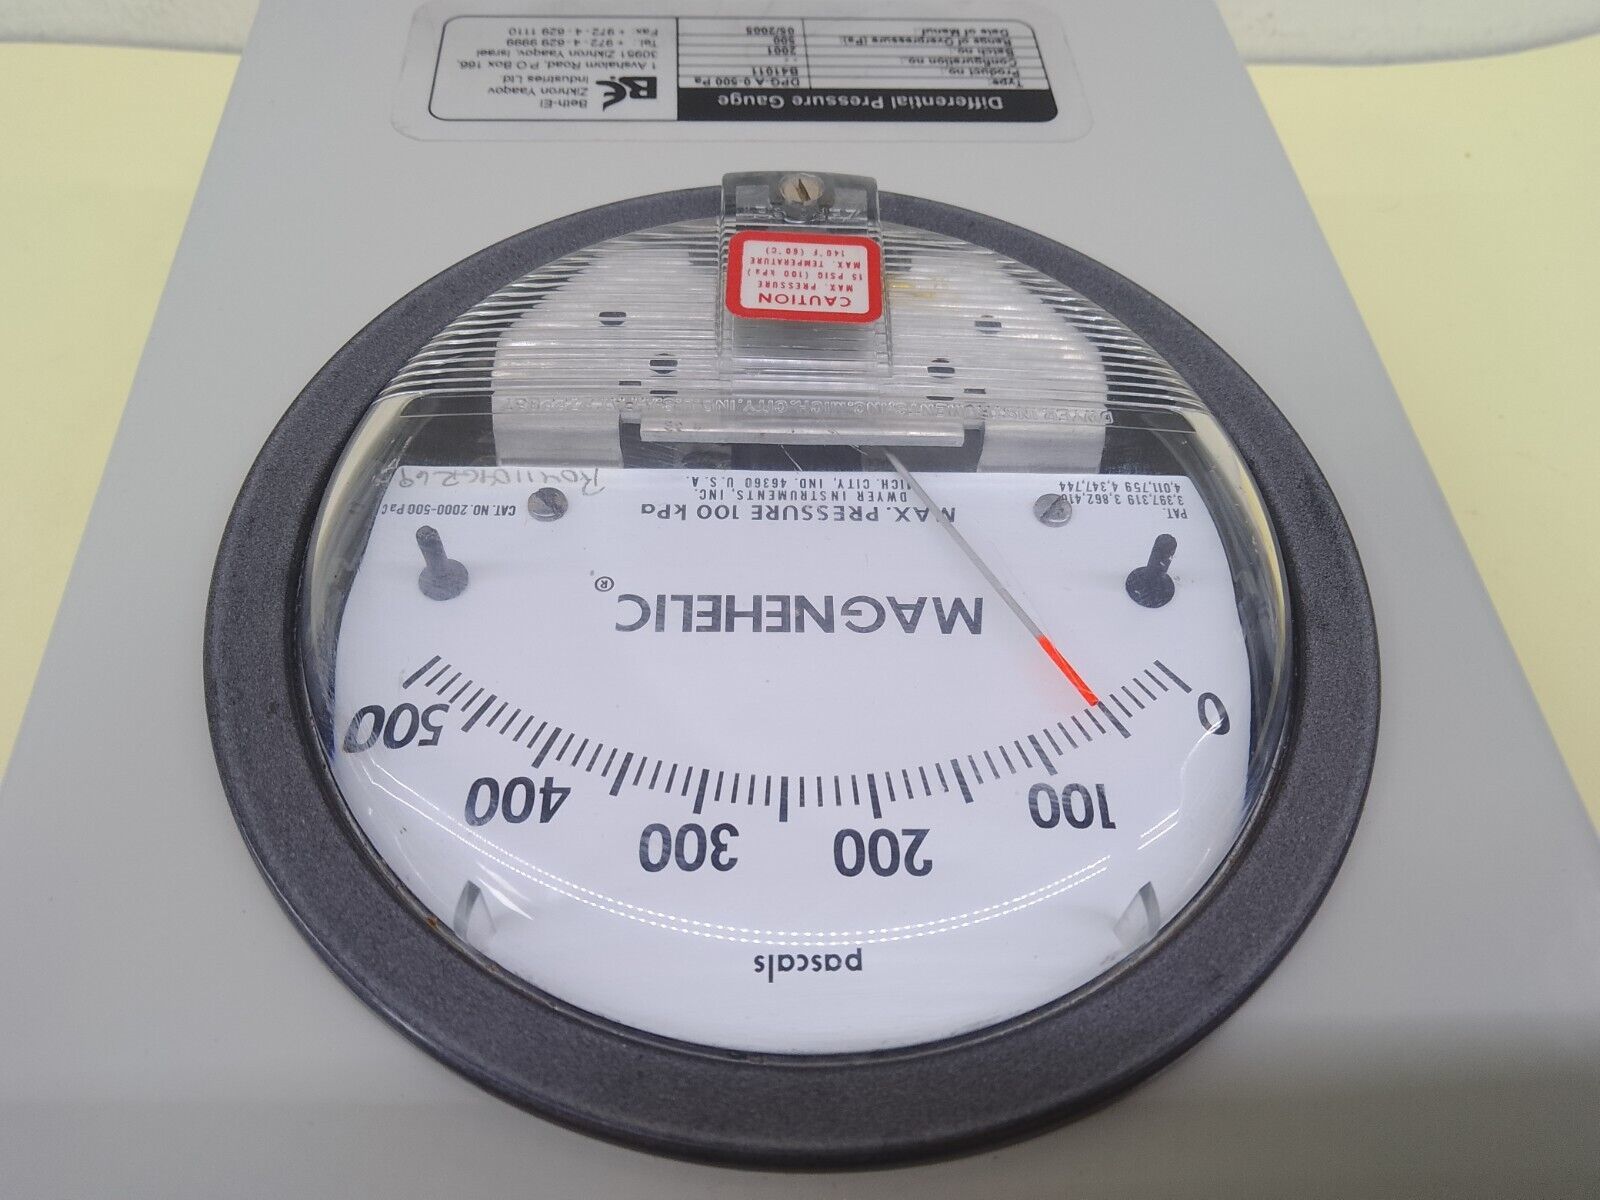 Differential Pressure Gauge
Type: DPG-A 0-500 Pa
Product no.: B41011
Configuration no.: --
Batch no.: 2001
Range of Overpressure (Pa): 500
Date of Manuf. 05/2005
Beth-El
Zikhron Yaaqov
Industries Ltd.
1 Avshalom Road, P.O Box 166,
30951 Zikhron Yaaqov, Israel
Tel.: + 972 - 4 - 629 9999
Fax + 972 - 4 - 629 1110
pascals
0
100
200
300
400
500
MAGNEHELIC®
MAX. PRESSURE 100 kPa
DWYER INSTRUMENTS, INC.
MICH. CITY, IND. 46360 U.S.A.
PAT.
3,397,319 3,862,416
4,011,759 4,347,744
CAT. NO. 2000-500 Pa C
CAUTION
MAX. PRESSURE
15 PSIG (100 kPa)
MAX. TEMPERATURE
140°F (60°C)